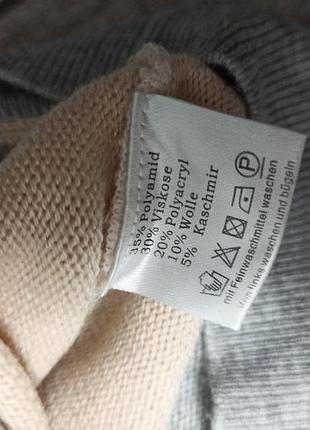 35% Polyamid
30% Viskose
20% Polyacryl
10% Wolle
5% Kaschmir
P
mit Feinwaschmittel waschen
Von links waschen und bügeln